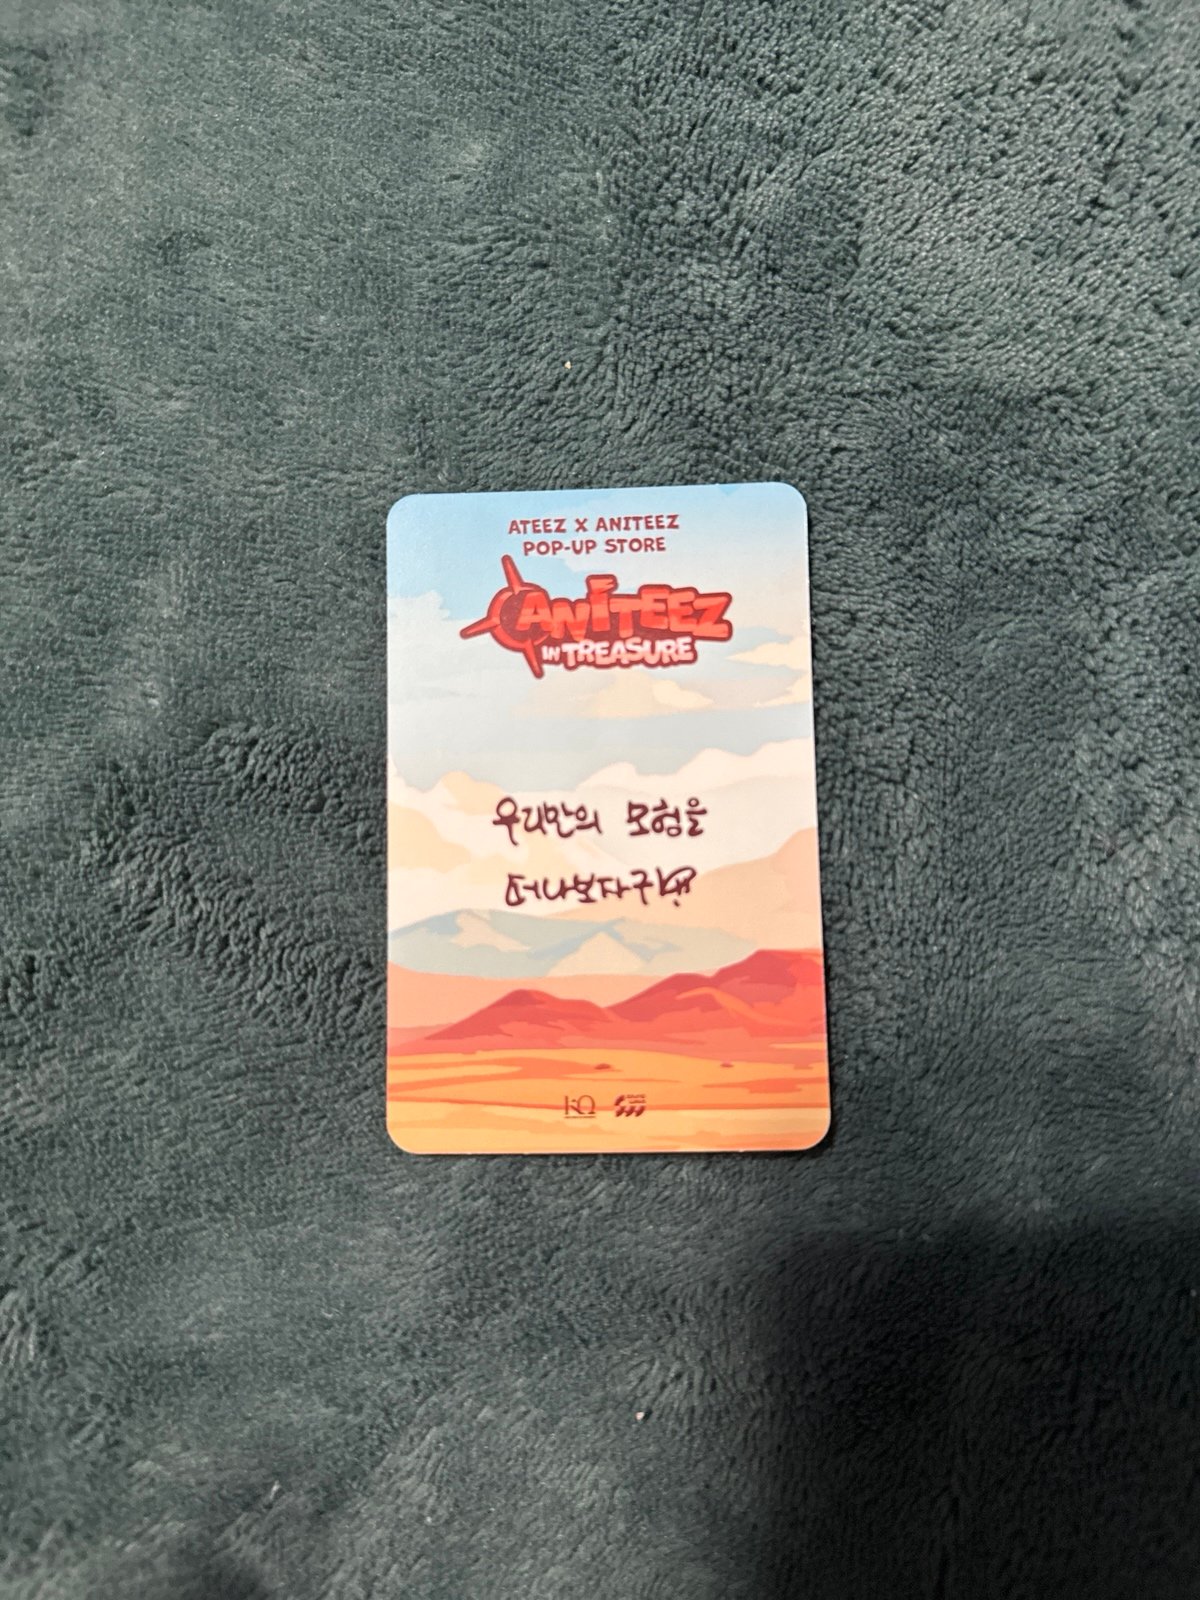 ATEEZ X ANITEEZ
POP-UP STORE
ANITEEZ
IN TREASURE
우리만의 모험을
떠나보자구
KQ